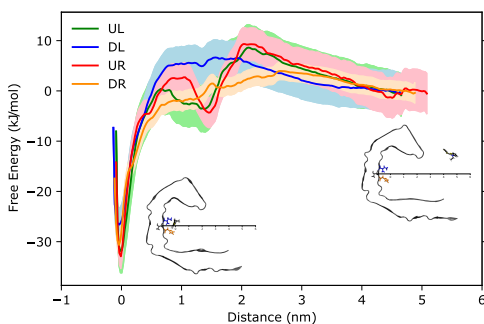 UL
DL
UR
DR
Free Energy (kJ/mol)
10
0
−10
−20
−30
−1 0 1 2 3 4 5 6
Distance (nm)